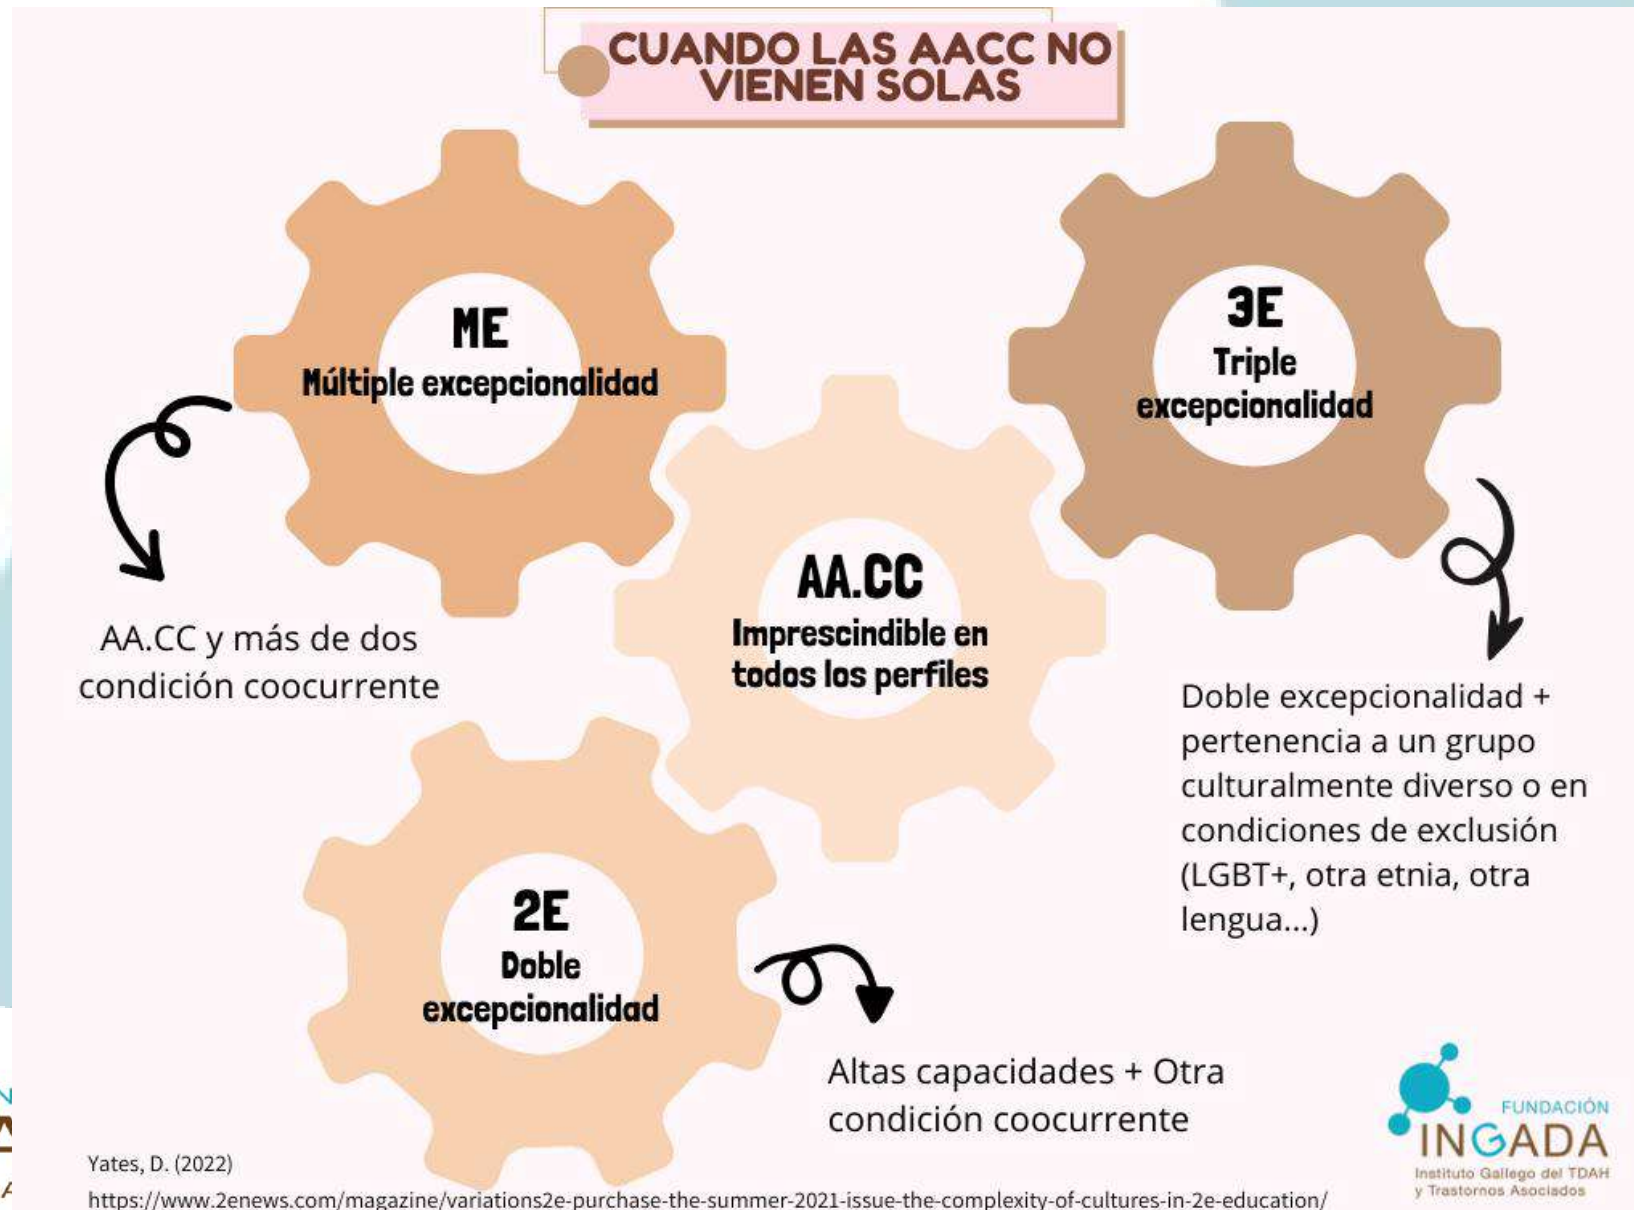 CUANDO LAS AACC NO
VIENEN SOLAS
ME
Múltiple excepcionalidad
3E
Triple
excepcionalidad
AA.CC
Imprescindible en
todos los perfiles
AA.CC y más de dos
condición coocurrente
Doble excepcionalidad +
pertenencia a un grupo
culturalmente diverso o en
condiciones de exclusión
(LGBT+, otra etnia, otra
lengua...)
2E
Doble
excepcionalidad
Altas capacidades + Otra
condición coocurrente
FUNDACIÓN
INGADA
Instituto Gallego del TDAH
y Trastornos Asociados
Yates, D. (2022)
https://www.2enews.com/magazine/variations2e-purchase-the-summer-2021-issue-the-complexity-of-cultures-in-2e-education/